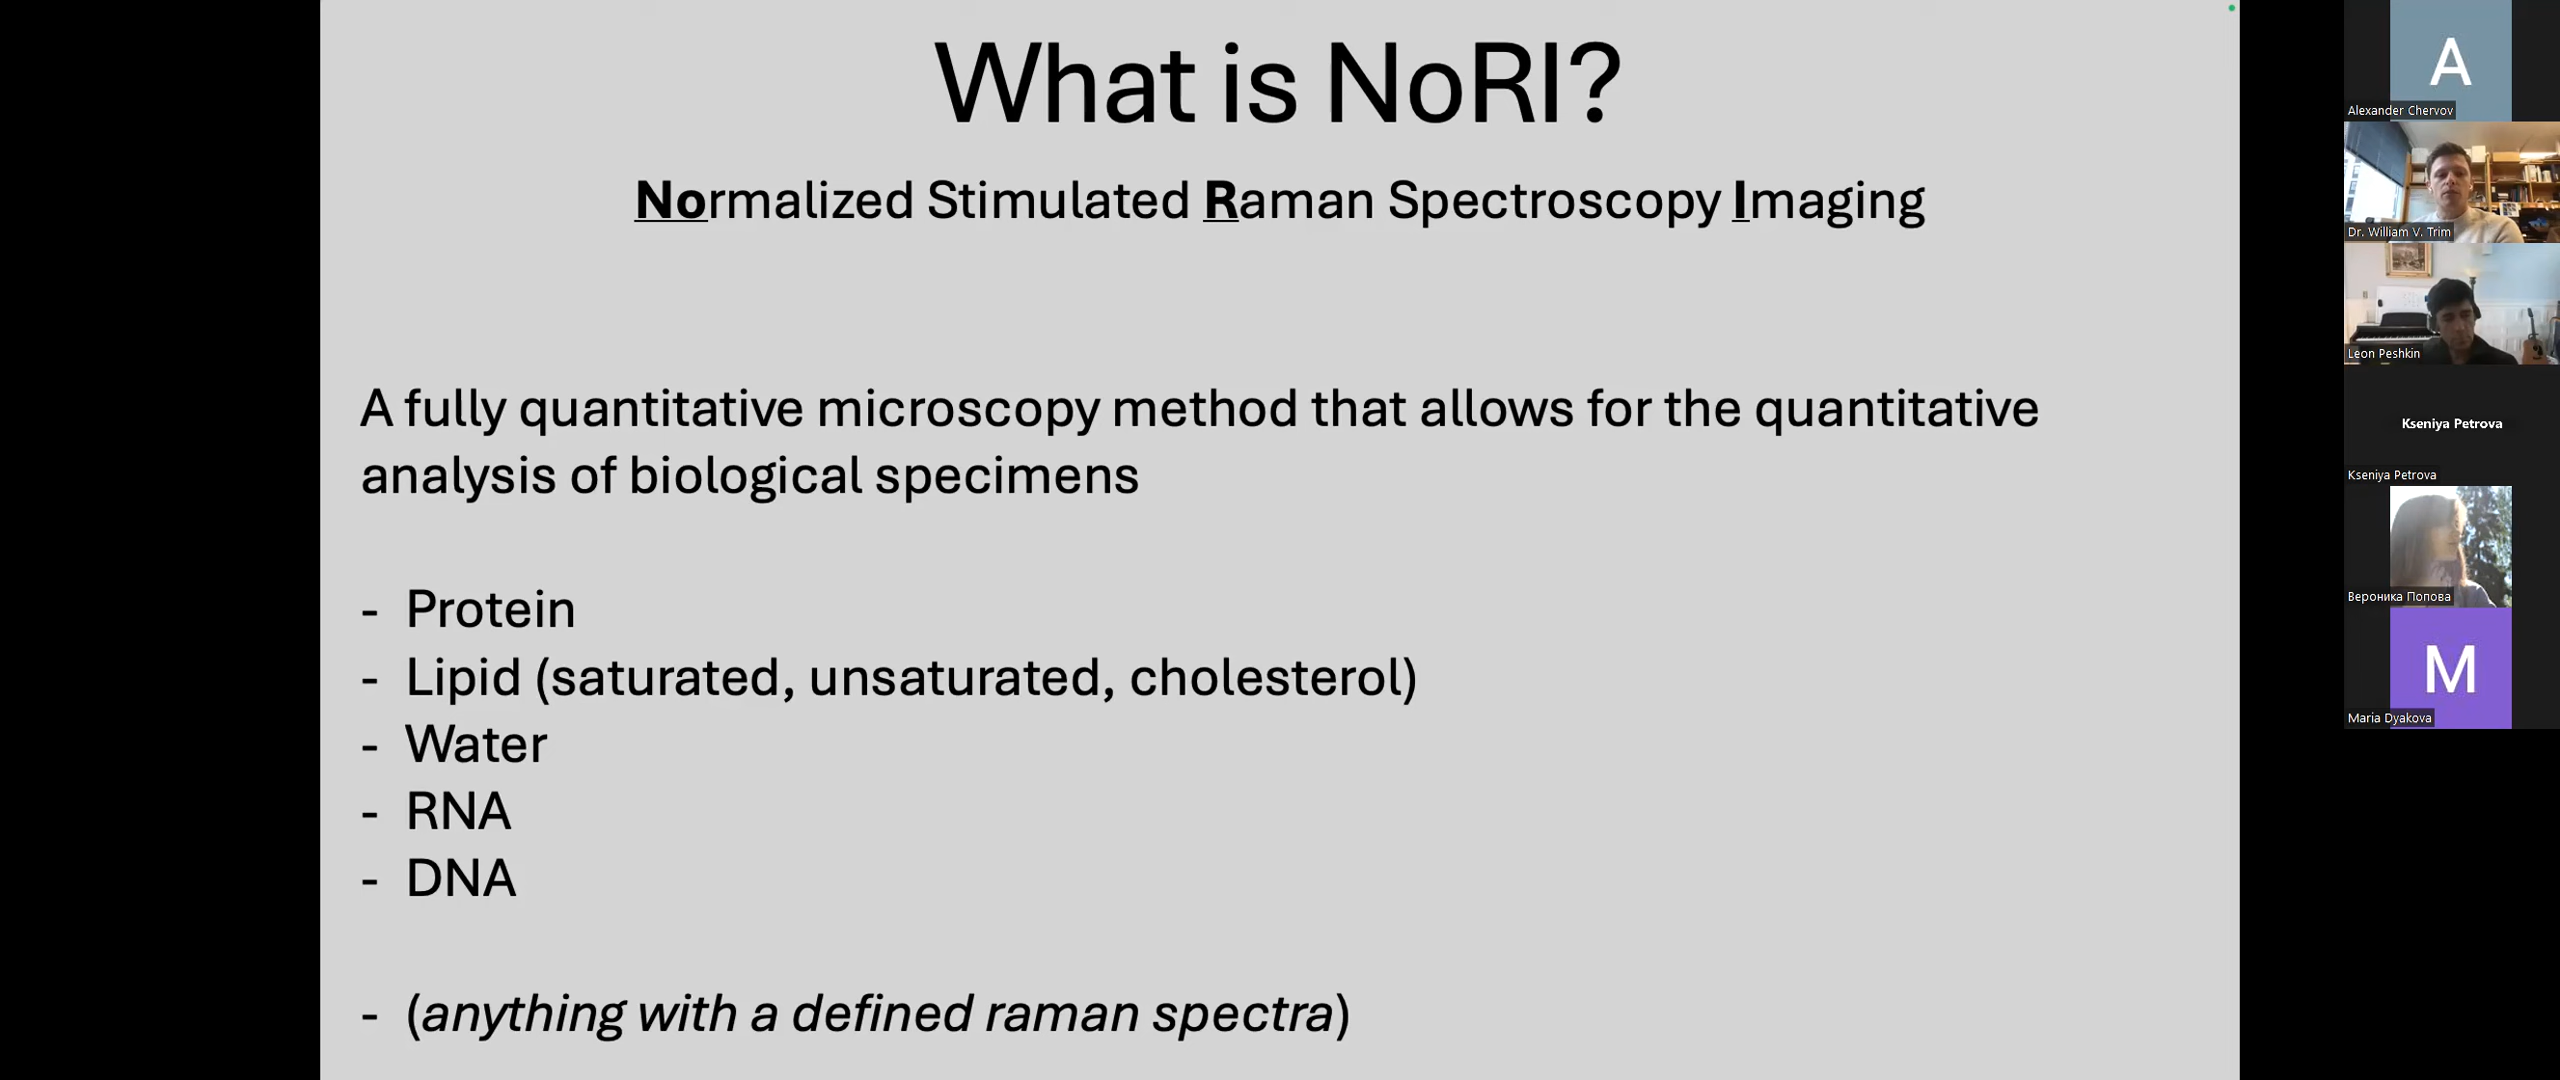 What is NoRI?
Normalized Stimulated Raman Spectroscopy Imaging
A fully quantitative microscopy method that allows for the quantitative
analysis of biological specimens
- Protein
- Lipid (saturated, unsaturated, cholesterol)
- Water
- RNA
- DNA
- (anything with a defined raman spectra)
A
Alexander Chervov
Dr. William V. Trim
Leon Peshkin
Kseniya Petrova
Kseniya Petrova
Вероника Попова
M
Maria Dyakova